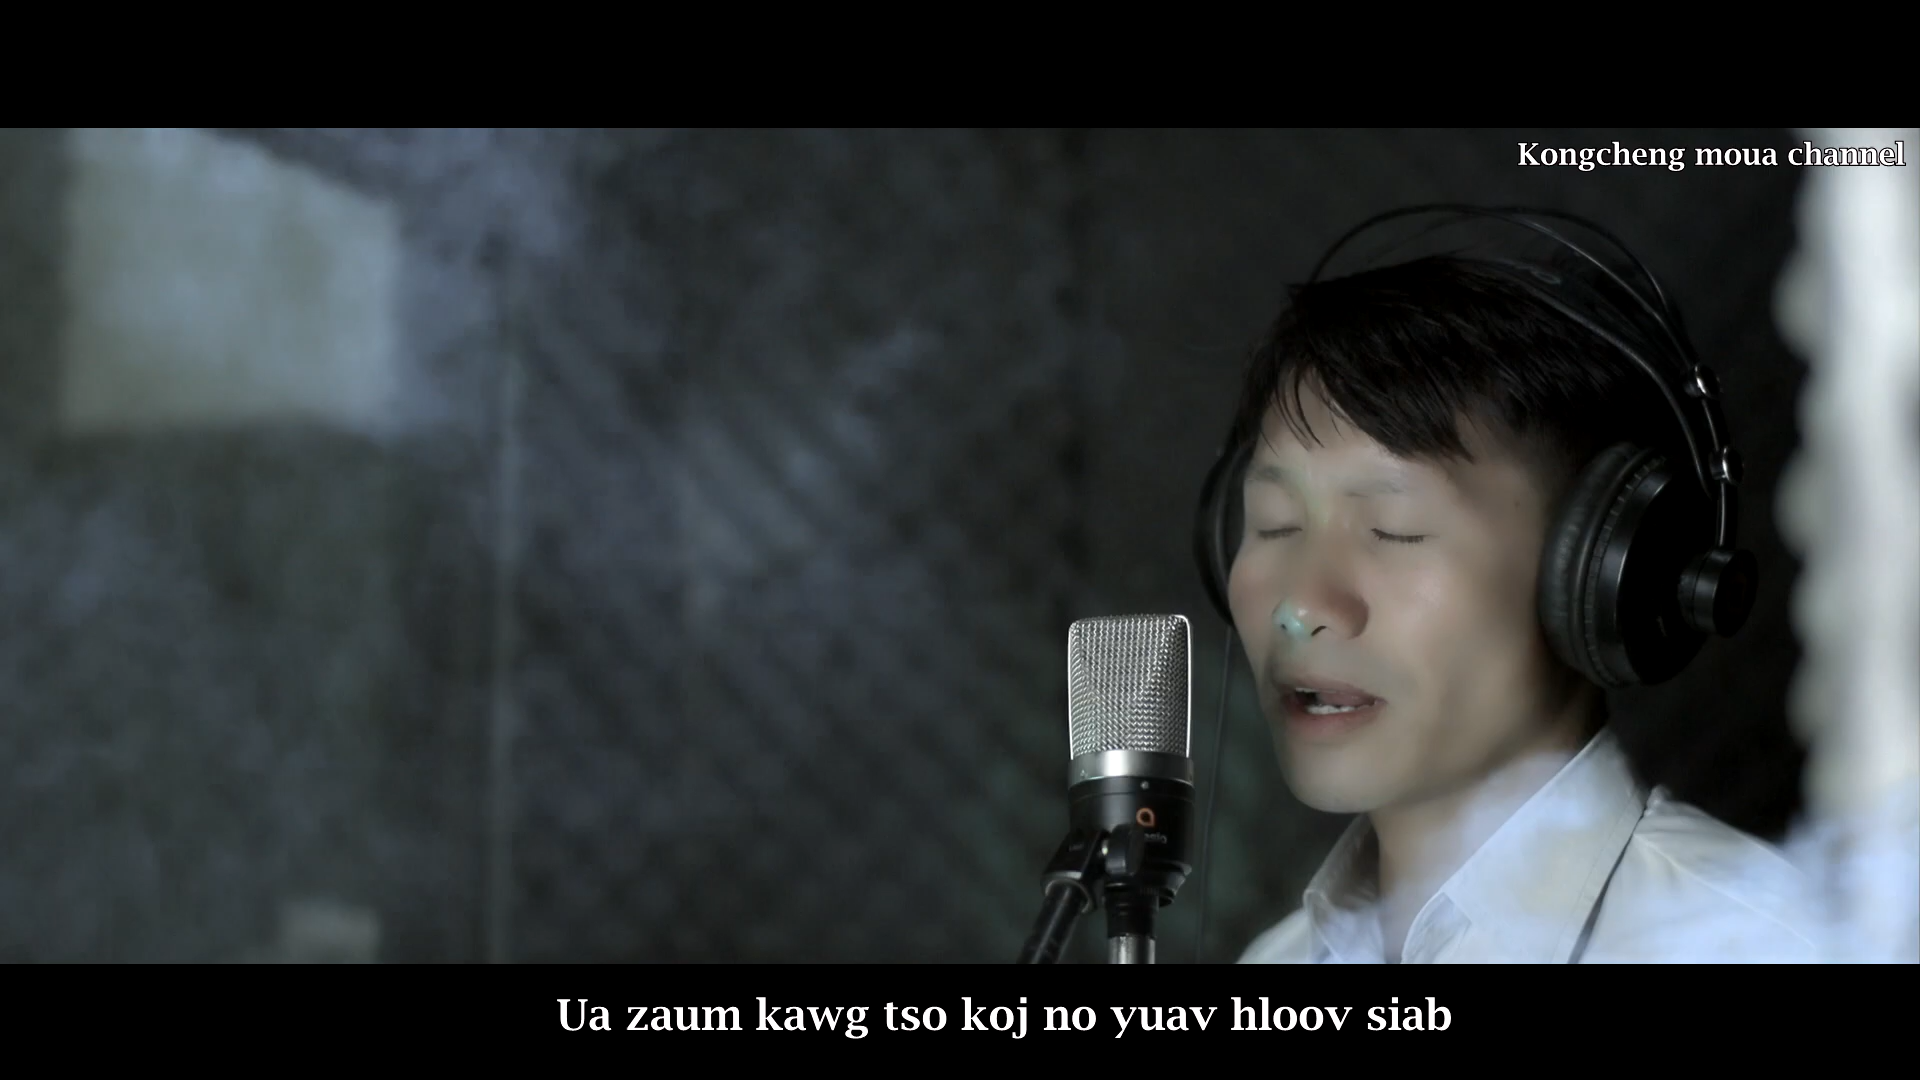 Kongcheng moua channel
Ua zaum kawg tso koj no yuav hloov siab